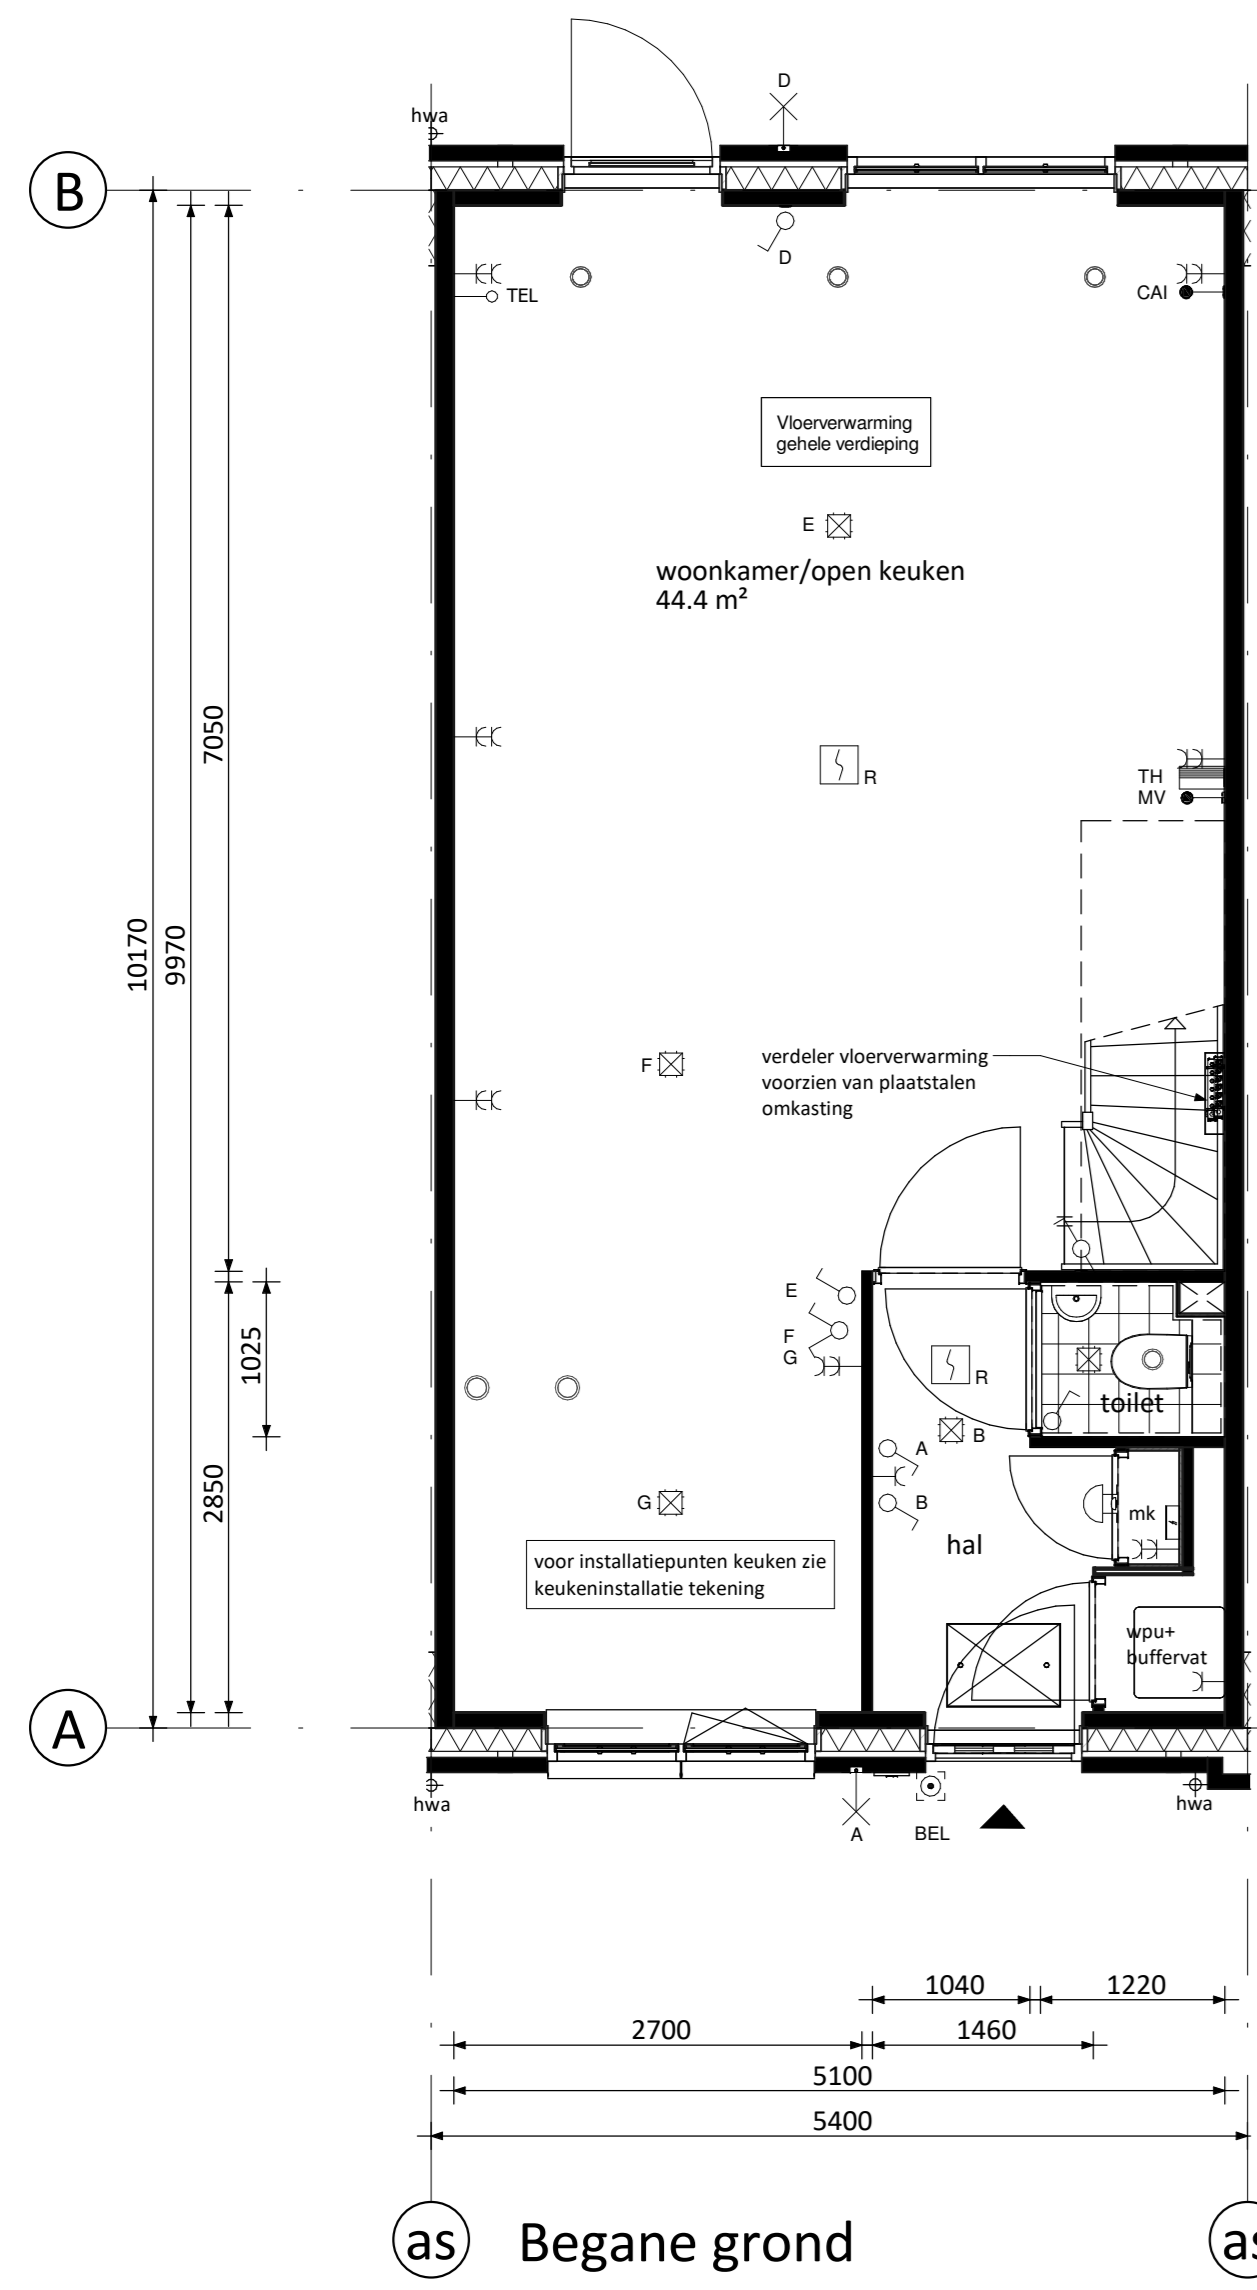 D
hwa
B
D
TEL
CAI
Vloerverwarming
gehele verdieping
E
woonkamer/open keuken
44.4 m²
7050
R
TH
MV
10170
9970
F
verdeler vloerverwarming
voorzien van plaatstalen
omkasting
E
F
G
1025
R
toilet
B
A
B
2850
G
mk
hal
voor installatiepunten keuken zie
keukeninstallatie tekening
wpu+
buffervat
A
hwa
hwa
A
BEL
1040
1220
2700
1460
5100
5400
as
Begane grond
as